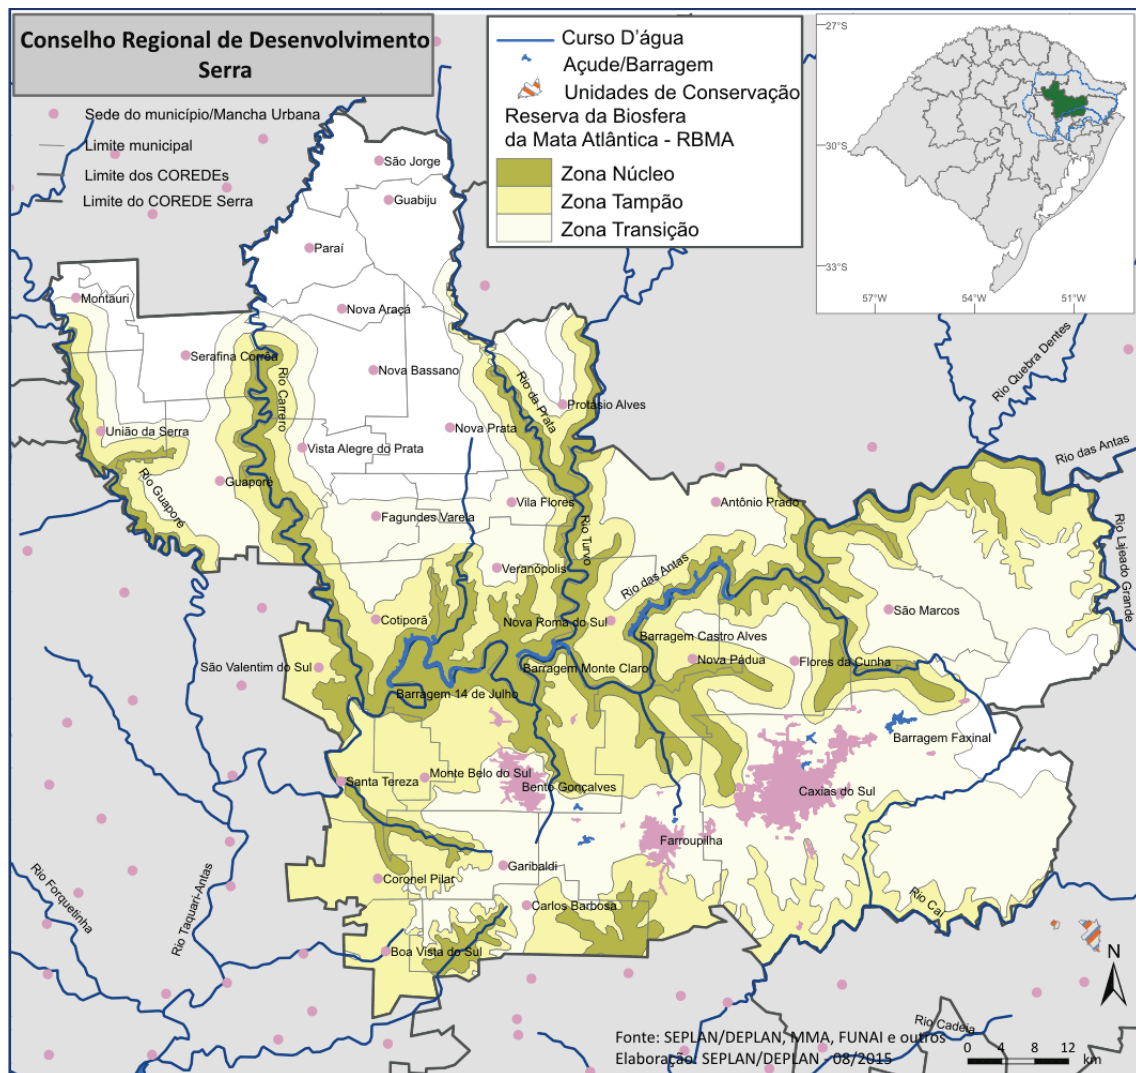 Conselho Regional de Desenvolvimento
Serra
Sede do município/Mancha Urbana
Limite municipal
Limite dos COREDEs
Limite do COREDE Serra
Curso D'água
Açude/Barragem
Unidades de Conservação
Reserva da Biosfera
da Mata Atlântica - RBMA
Zona Núcleo
Zona Tampão
Zona Transição
27°S
30°S
33°S
57°W
54°W
51°W
São Jorge
Guabiju
Paraí
Montauri
Nova Araçá
Serafina Corrêa
Nova Bassano
Rio Carrero
Rio da Prata
Protásio Alves
Rio Quebra Dentes
União da Serra
Nova Prata
Vista Alegre do Prata
Rio das Antas
Guaporé
Rio Guaporé
Fagundes Varela
Vila Flores
Antônio Prado
Rio Turvo
Rio Lajeado Grande
Veranópolis
Rio das Antas
Cotiporã
Nova Roma do Sul
São Marcos
Barragem Castro Alves
São Valentim do Sul
Barragem Monte Claro
Nova Pádua
Flores da Cunha
Barragem 14 de Julho
Barragem Faxinal
Santa Tereza
Monte Belo do Sul
Bento Gonçalves
Caxias do Sul
Farroupilha
Garibaldi
Coronel Pilar
Carlos Barbosa
Rio Caí
Rio Forquetinha
Rio Taquari-Antas
Boa Vista do Sul
N
Rio Cadeia
Fonte: SEPLAN/DEPLAN, MMA, FUNAI e outros
Elaboração: SEPLAN/DEPLAN - 08/2015
0 4 8 12
km